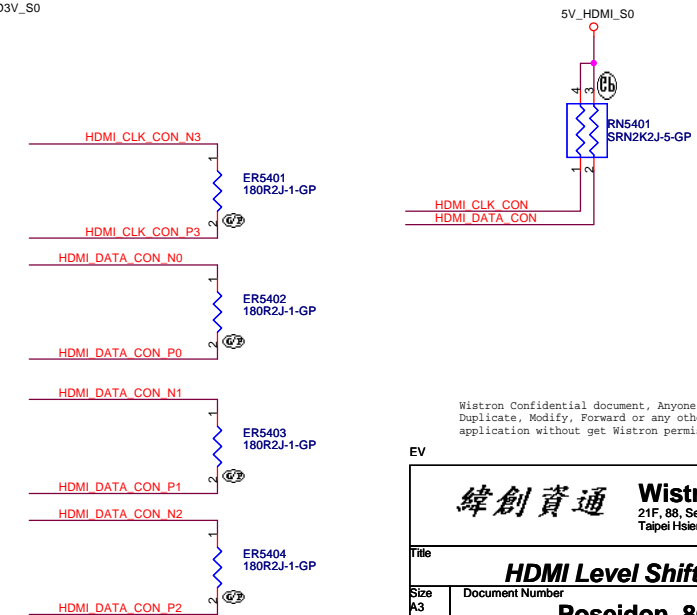 03V_S0
5V_HDMI_S0
4
3
RN5401
SRN2K2J-5-GP
1
2
HDMI_CLK_CON
HDMI_DATA_CON
HDMI_CLK_CON_N3
1
ER5401
180R2J-1-GP
2
G/P
HDMI_CLK_CON_P3
HDMI_DATA_CON_N0
1
ER5402
180R2J-1-GP
2
G/P
HDMI_DATA_CON_P0
HDMI_DATA_CON_N1
1
ER5403
180R2J-1-GP
2
G/P
HDMI_DATA_CON_P1
HDMI_DATA_CON_N2
1
ER5404
180R2J-1-GP
2
G/P
HDMI_DATA_CON_P2
Wistron Confidential document, Anyone
Duplicate, Modify, Forward or any oth
application without get Wistron permis
EV
緯創資通
Wistr
21F, 88, Se
Taipei Hsien
Title
HDMI Level Shift
Size
A3
Document Number
Poseidon